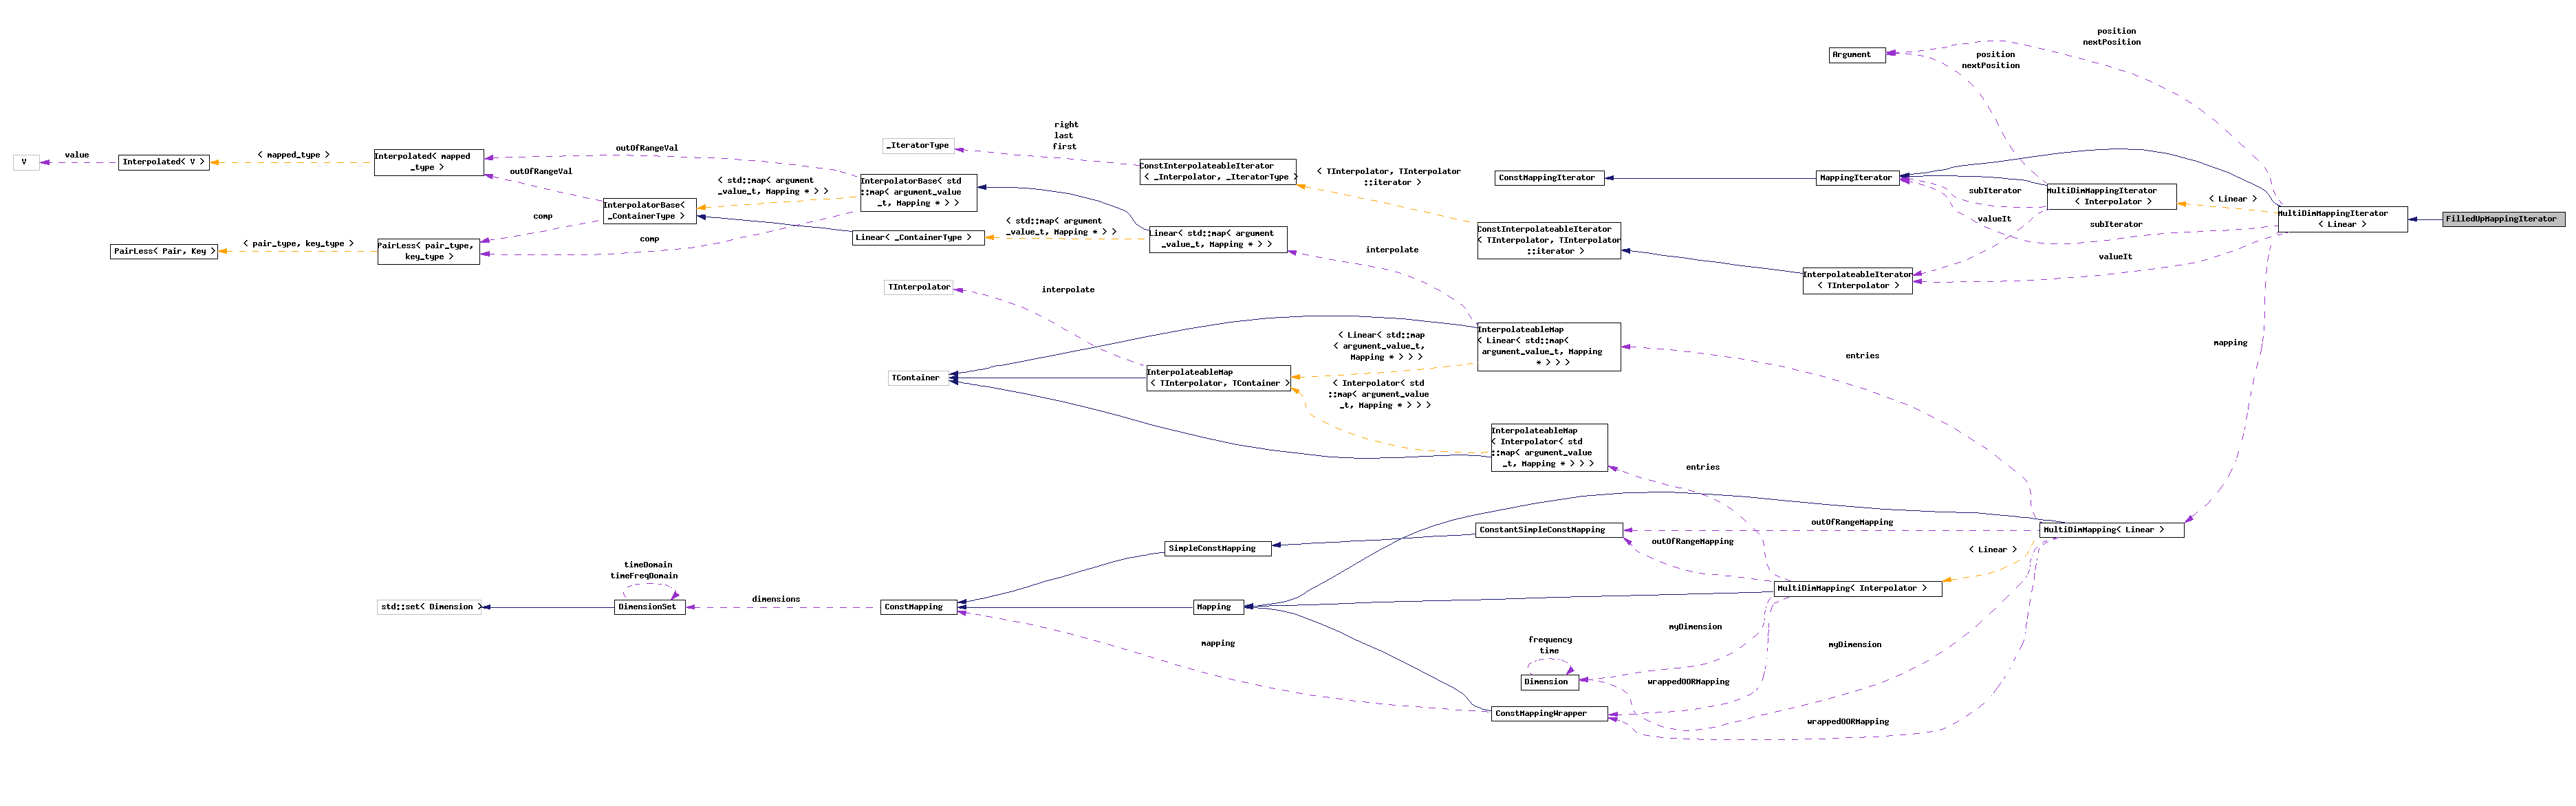 position
nextPosition
Argument
position
nextPosition
right
last
first
_IteratorType
outOfRangeVal
V
value
Interpolated< V >
< mapped_type >
Interpolated< mapped
_type >
outOfRangeVal
< std::map< argument
_value_t, Mapping * > >
InterpolatorBase< std
::map< argument_value
_t, Mapping * > >
ConstInterpolateableIterator
< _Interpolator, _IteratorType >
< TInterpolator, TInterpolator
::iterator >
ConstMappingIterator
MappingIterator
subIterator
MultiDimMappingIterator
< Interpolator >
< Linear >
MultiDimMappingIterator
< Linear >
FilledUpMappingIterator
InterpolatorBase<
_ContainerType >
comp
comp
Linear< _ContainerType >
< std::map< argument
_value_t, Mapping * > >
Linear< std::map< argument
_value_t, Mapping * > >
ConstInterpolateableIterator
< TInterpolator, TInterpolator
::iterator >
valueIt
subIterator
valueIt
PairLess< Pair, Key >
< pair_type, key_type >
PairLess< pair_type,
key_type >
interpolate
InterpolateableIterator
< TInterpolator >
TInterpolator
interpolate
InterpolateableMap
< Linear< std::map<
argument_value_t, Mapping
* > > >
< Linear< std::map
< argument_value_t,
Mapping * > > >
entries
mapping
TContainer
InterpolateableMap
< TInterpolator, TContainer >
< Interpolator< std
::map< argument_value
_t, Mapping * > > >
InterpolateableMap
< Interpolator< std
::map< argument_value
_t, Mapping * > > >
entries
ConstantSimpleConstMapping
outOfRangeMapping
MultiDimMapping< Linear >
SimpleConstMapping
outOfRangeMapping
< Linear >
timeDomain
timeFreqDomain
std::set< Dimension >
DimensionSet
dimensions
ConstMapping
Mapping
MultiDimMapping< Interpolator >
mapping
frequency
time
Dimension
myDimension
myDimension
wrappedOORMapping
ConstMappingWrapper
wrappedOORMapping